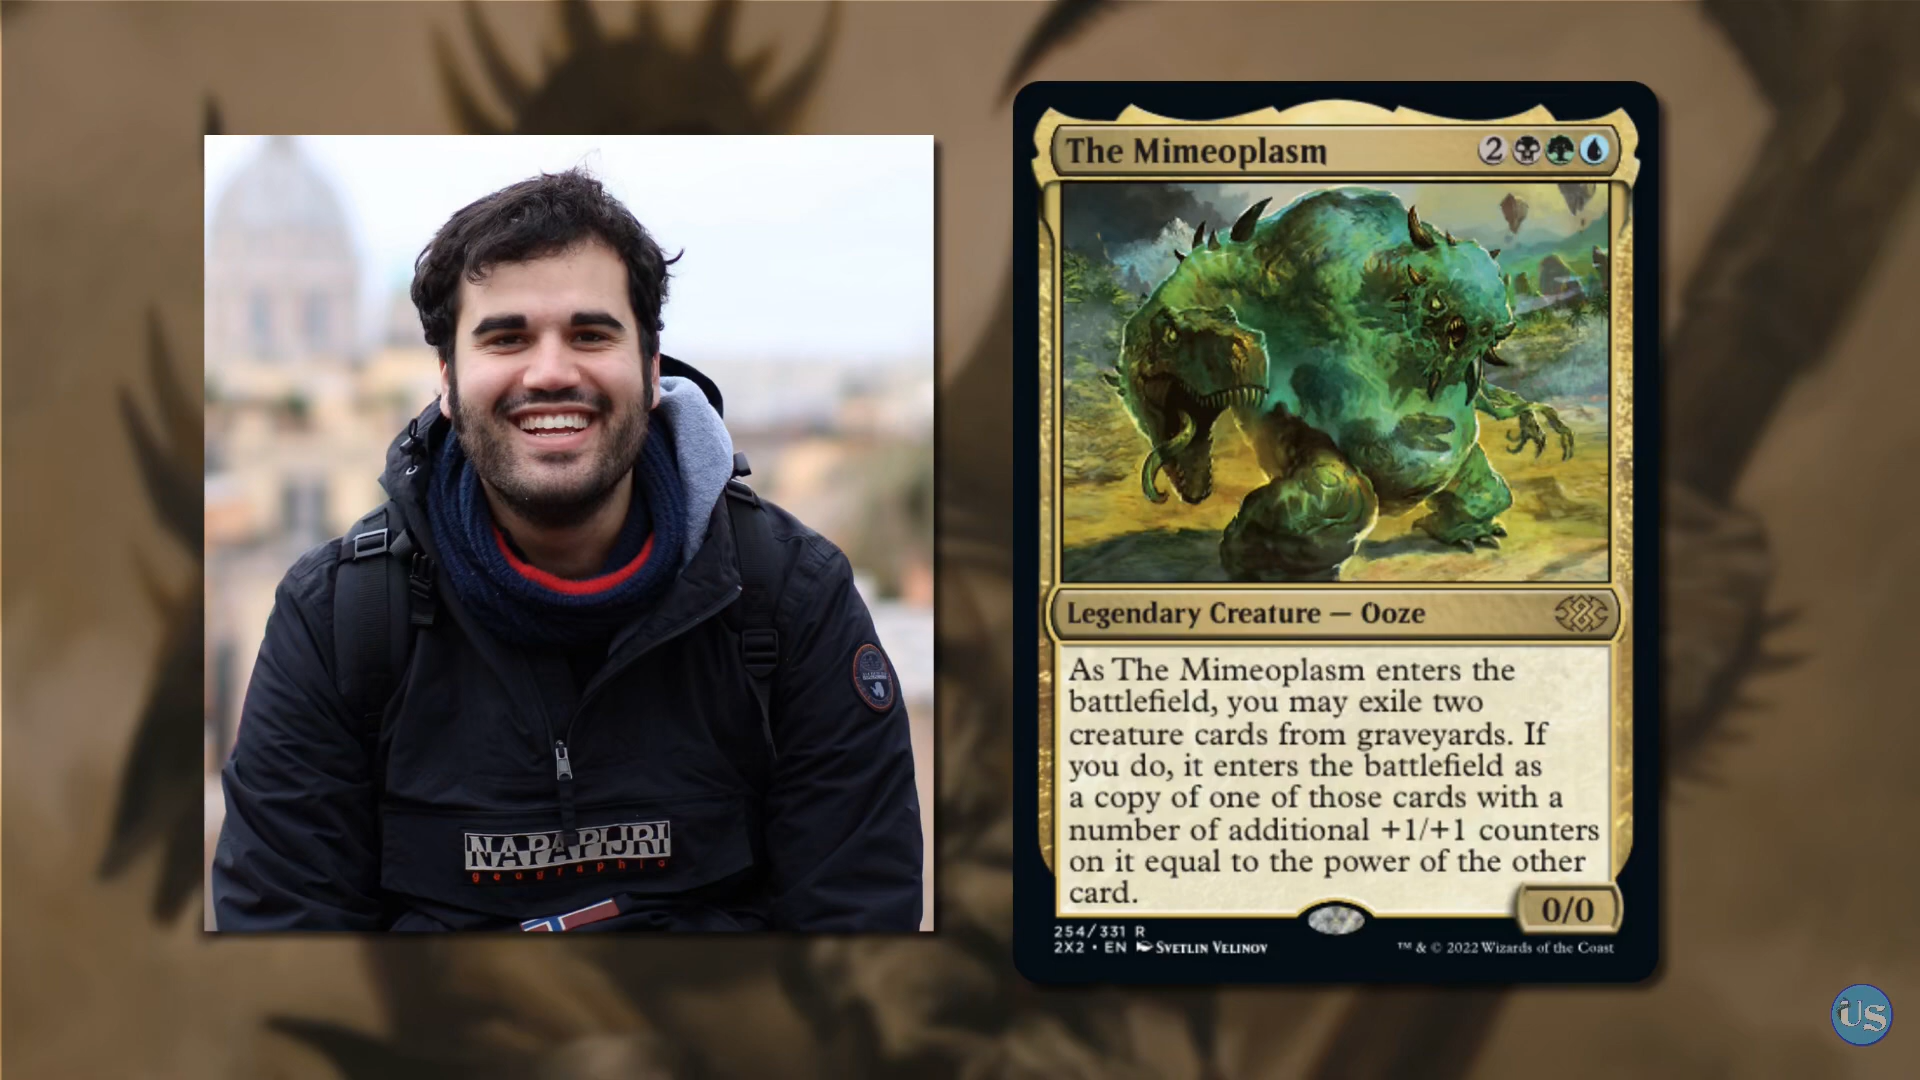 NAPAPIJRI
geographic
The Mimeoplasm
2
Legendary Creature — Ooze
As The Mimeoplasm enters the
battlefield, you may exile two
creature cards from graveyards. If
you do, it enters the battlefield as
a copy of one of those cards with a
number of additional +1/+1 counters
on it equal to the power of the other
card.
0/0
254/331 R
2X2 • EN SVETLIN VELINOV
™ & © 2022 Wizards of the Coast
US